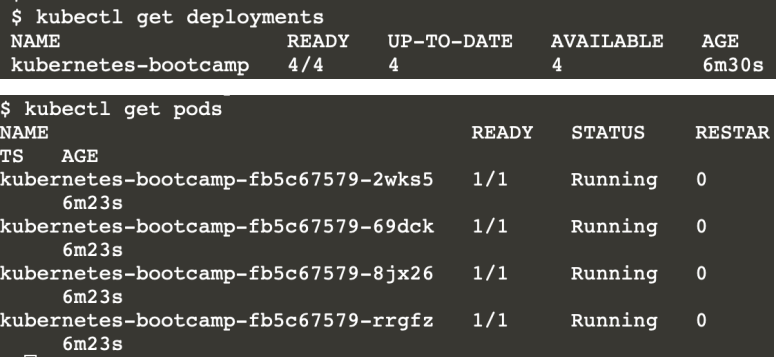 $ kubectl get deployments
NAME READY UP-TO-DATE AVAILABLE AGE
kubernetes-bootcamp 4/4 4 4 6m30s
$ kubectl get pods
NAME READY STATUS RESTAR
TS AGE
kubernetes-bootcamp-fb5c67579-2wks5 1/1 Running 0
6m23s
kubernetes-bootcamp-fb5c67579-69dck 1/1 Running 0
6m23s
kubernetes-bootcamp-fb5c67579-8jx26 1/1 Running 0
6m23s
kubernetes-bootcamp-fb5c67579-rrgfz 1/1 Running 0
6m23s